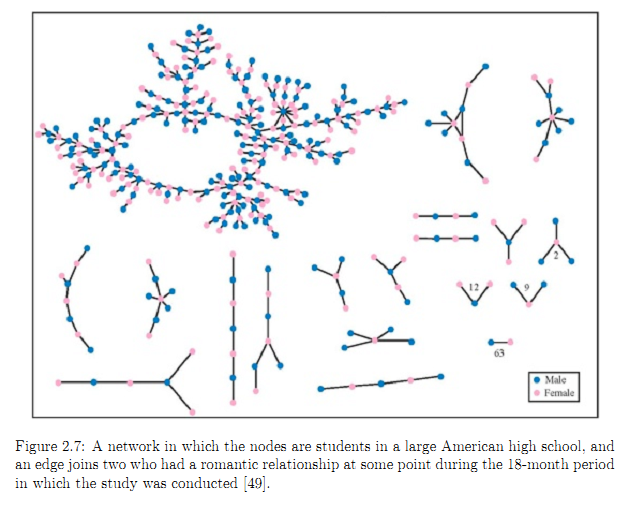 2
12
9
63
Male
Female
Figure 2.7: A network in which the nodes are students in a large American high school, and
an edge joins two who had a romantic relationship at some point during the 18-month period
in which the study was conducted [49].